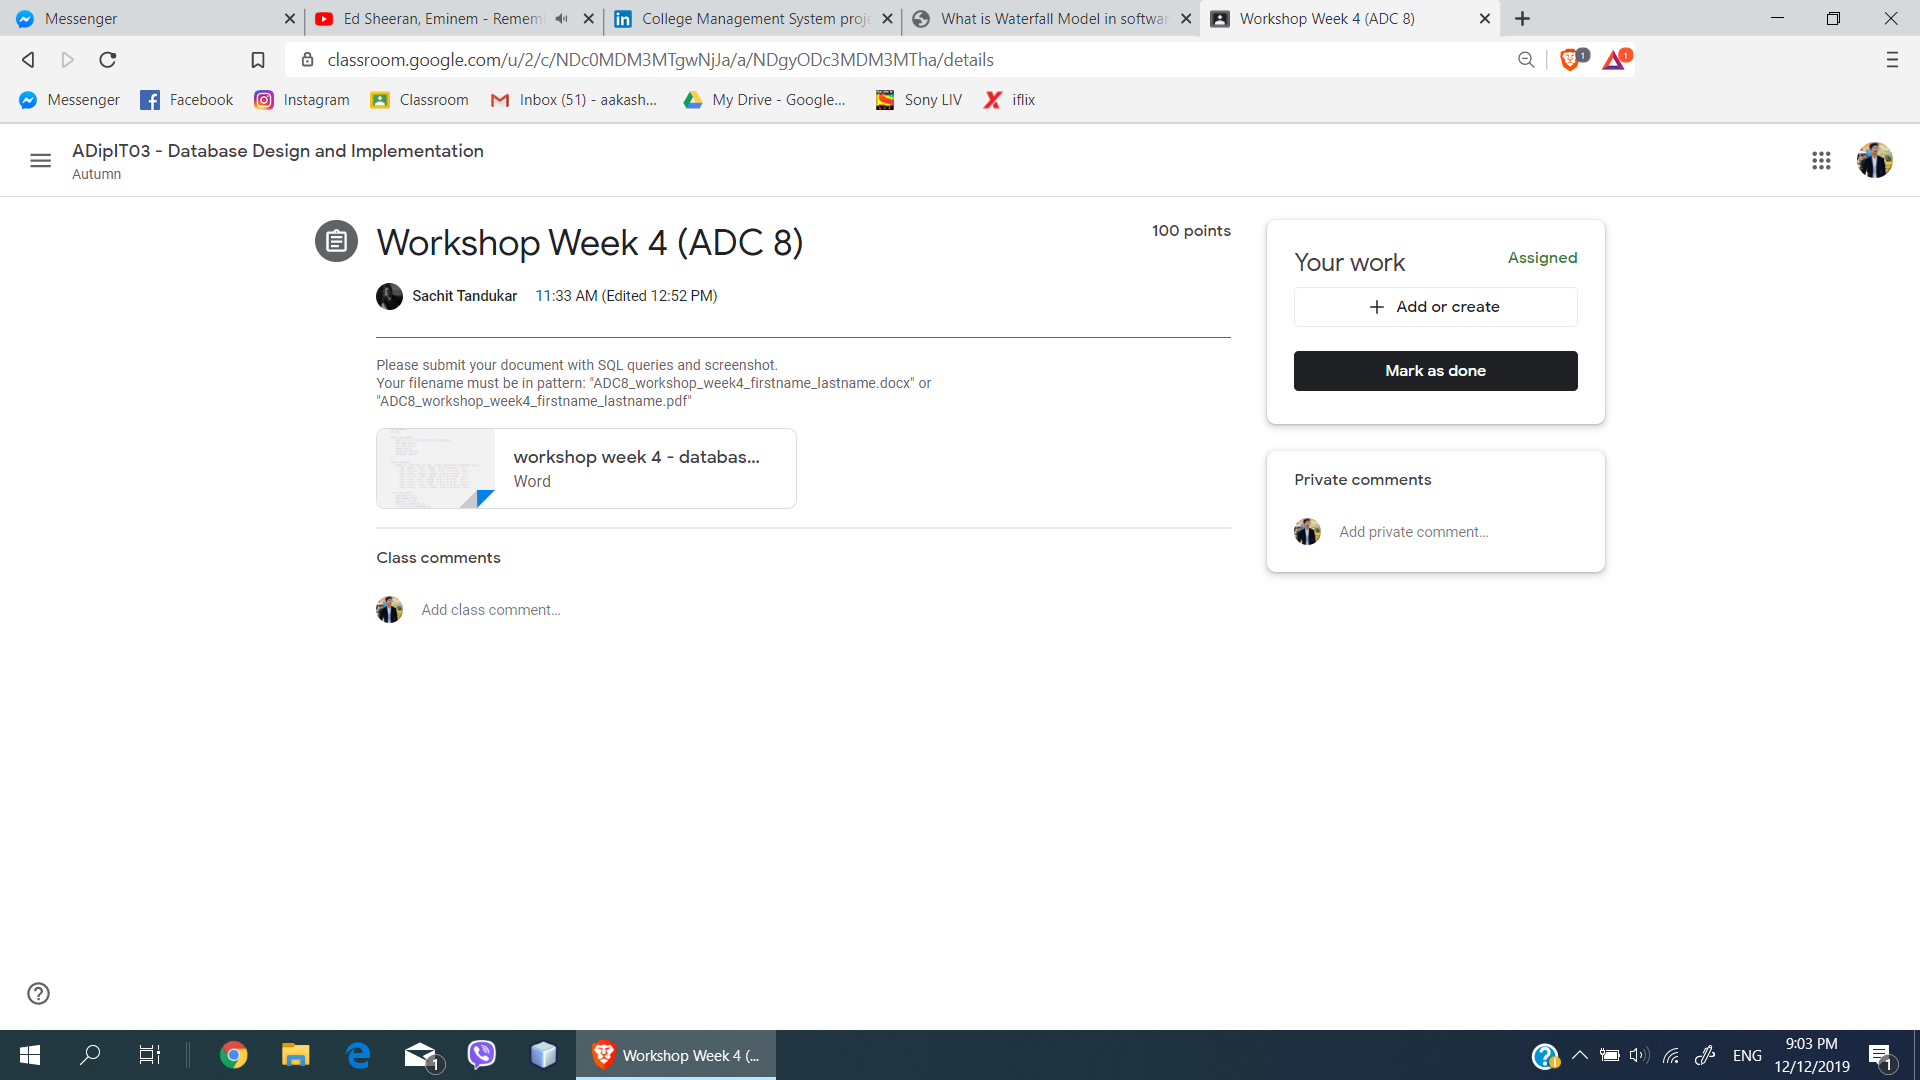 Messenger
Ed Sheeran, Eminem - Remem
College Management System proje
What is Waterfall Model in softwar
Workshop Week 4 (ADC 8)
classroom.google.com/u/2/c/NDc0MDM3MTgwNjJa/a/NDgyODc3MDM3MTha/details
1
1
Messenger
Facebook
Instagram
Classroom
Inbox (51) - aakash...
My Drive - Google...
Sony LIV
iflix
ADipIT03 - Database Design and Implementation
Autumn
Workshop Week 4 (ADC 8)
100 points
Sachit Tandukar 11:33 AM (Edited 12:52 PM)
Please submit your document with SQL queries and screenshot.
Your filename must be in pattern: "ADC8_workshop_week4_firstname_lastname.docx" or
"ADC8_workshop_week4_firstname_lastname.pdf"
workshop week 4 - databas...
Word
Class comments
Add class comment...
Your work
Assigned
Add or create
Mark as done
Private comments
Add private comment...
1
Workshop Week 4 (...
ENG
9:03 PM
12/12/2019
1